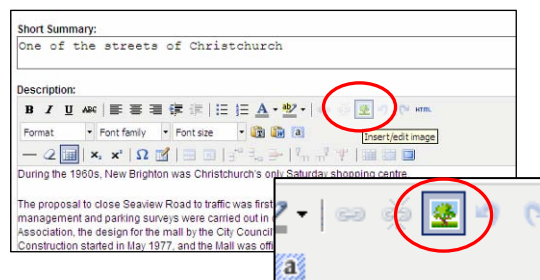 Short Summary:
One of the streets of Christchurch
Description:
B I U ABC A ab HTML
Format Font family Font size a
Insert/edit image
x₂ x² Ω
During the 1960s, New Brighton was Christchurch's only Saturday shopping centre.
The proposal to close Seaview Road to traffic was first
management and parking surveys were carried out in
Association, the design for the mall by the City Council
Construction started in May 1977, and the Mall was offi
a